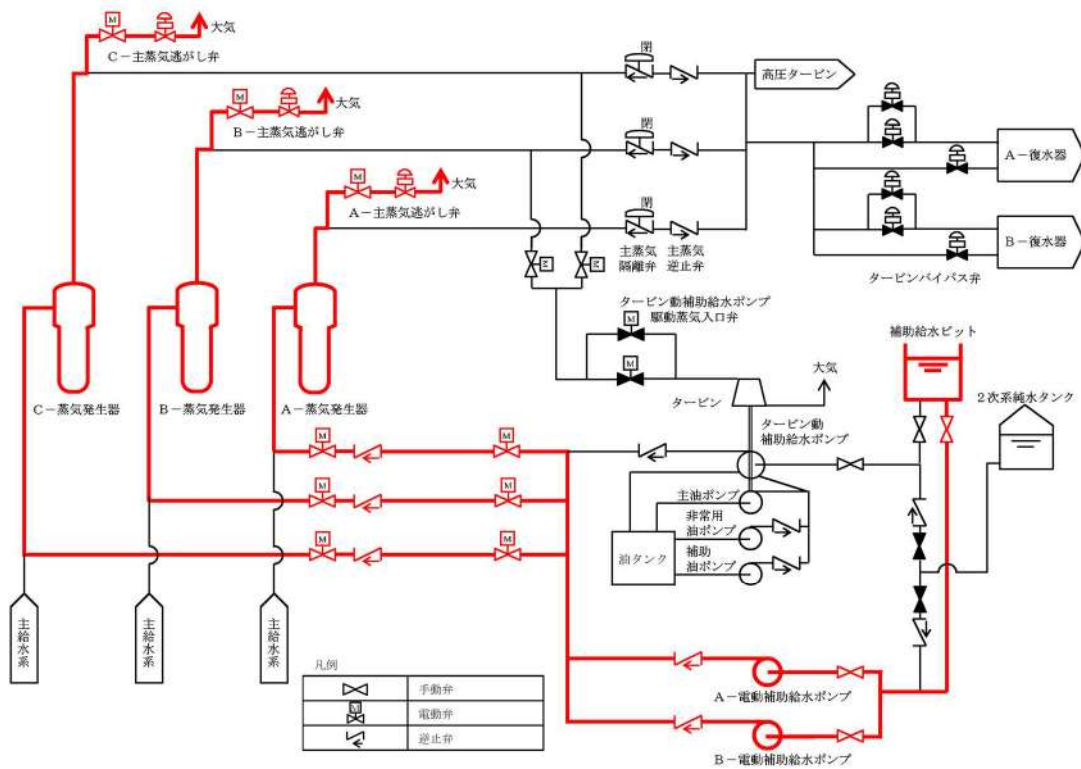 M
大気
C－主蒸気逃がし弁
閉
高圧タービン
M
大気
B－主蒸気逃がし弁
閉
A－復水器
M
大気
A－主蒸気逃がし弁
閉
主蒸気
隔離弁
主蒸気
逆止弁
B－復水器
タービンバイパス弁
M
M
タービン動補助給水ポンプ
駆動蒸気入口弁
M
M
補助給水ピット
大気
タービン
2次系純水タンク
C－蒸気発生器
B－蒸気発生器
A－蒸気発生器
タービン動
補助給水ポンプ
M
M
M
M
M
M
主油ポンプ
非常用
油ポンプ
補助
油ポンプ
油タンク
主給水系
主給水系
主給水系
A－電動補助給水ポンプ
B－電動補助給水ポンプ
凡例
手動弁
M
電動弁
逆止弁